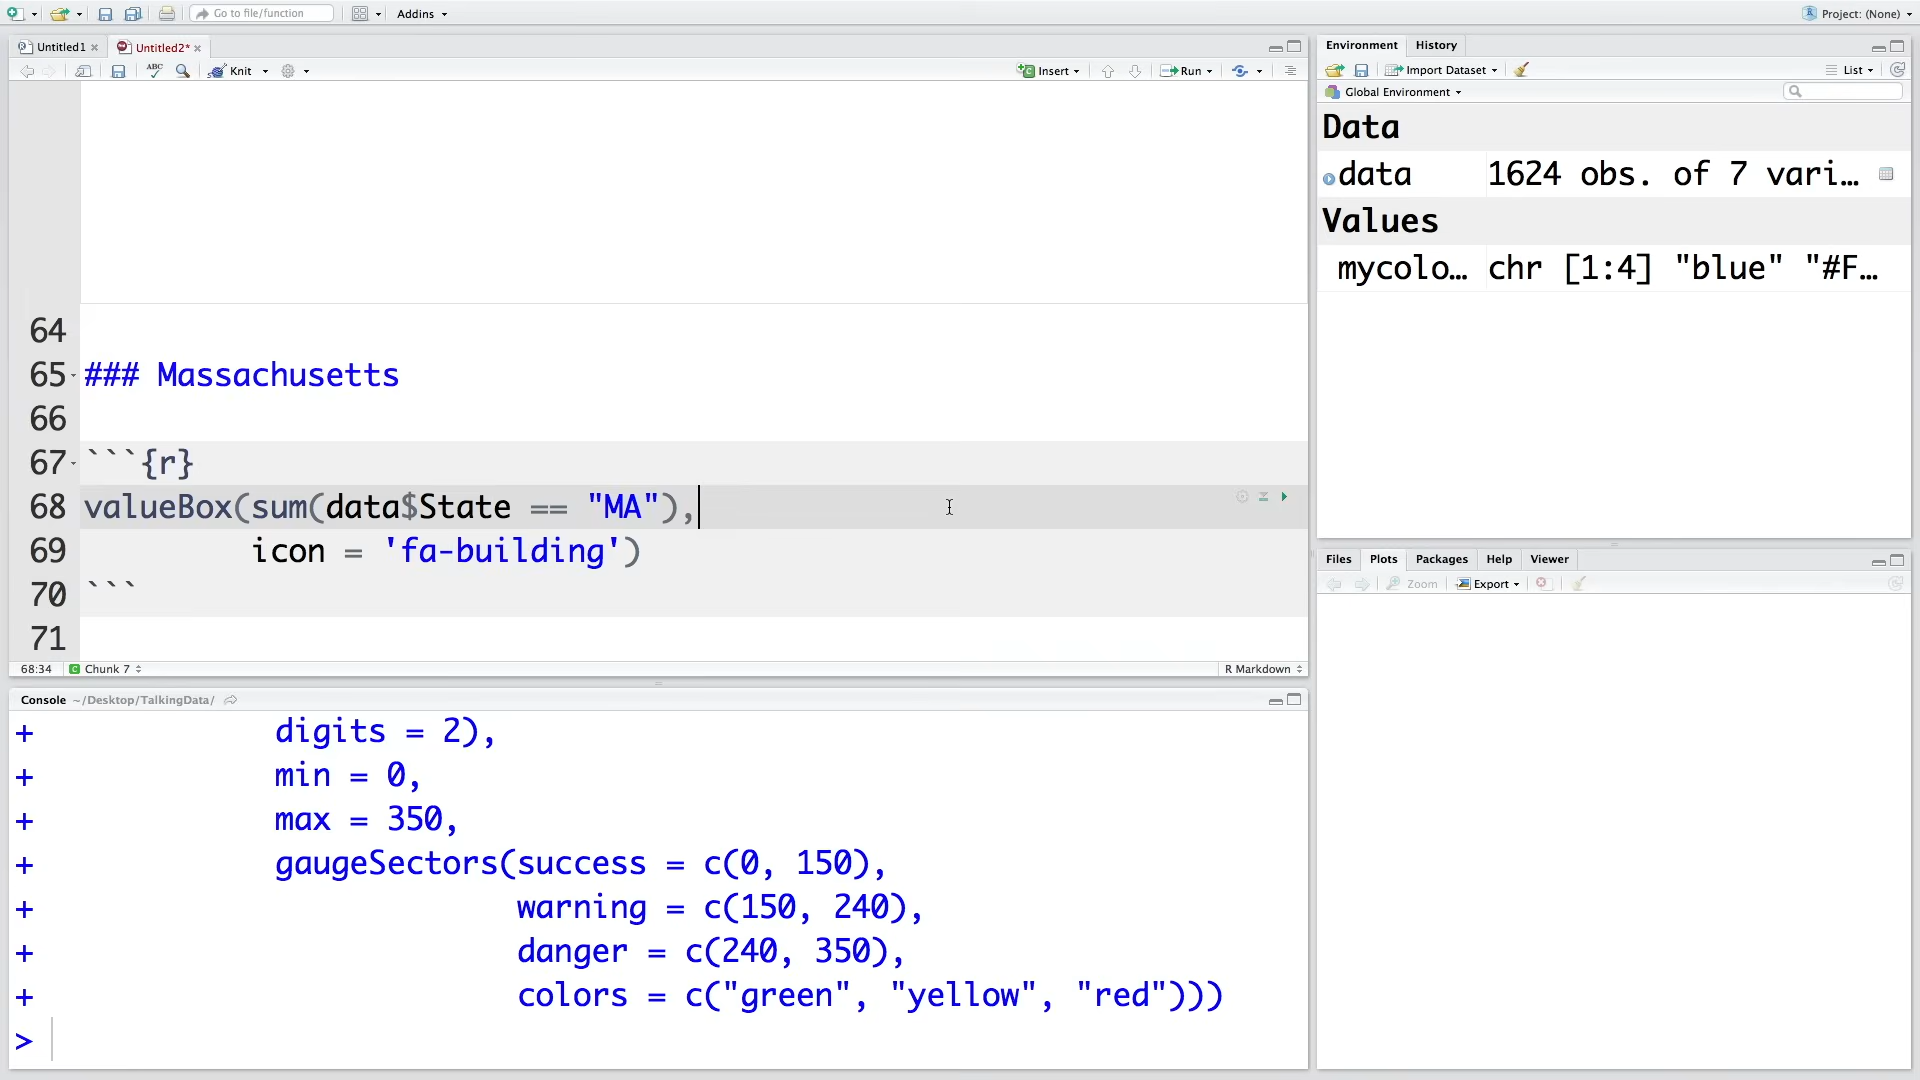 Go to file/function
Addins
Project: (None)
Untitled1
Untitled2*
ABC
Knit
Insert
Run
64
65 ### Massachusetts
66
67 ```{r}
68 valueBox(sum(data$State == "MA"),
69 icon = 'fa-building')
70 ```
71
68:34
Chunk 7
R Markdown
Console ~/Desktop/TalkingData/
+ digits = 2),
+ min = 0,
+ max = 350,
+ gaugeSectors(success = c(0, 150),
+ warning = c(150, 240),
+ danger = c(240, 350),
+ colors = c("green", "yellow", "red")))
>
Environment
History
Import Dataset
List
Global Environment
Data
data 1624 obs. of 7 vari…
Values
mycolo… chr [1:4] "blue" "#F…
Files
Plots
Packages
Help
Viewer
Zoom
Export